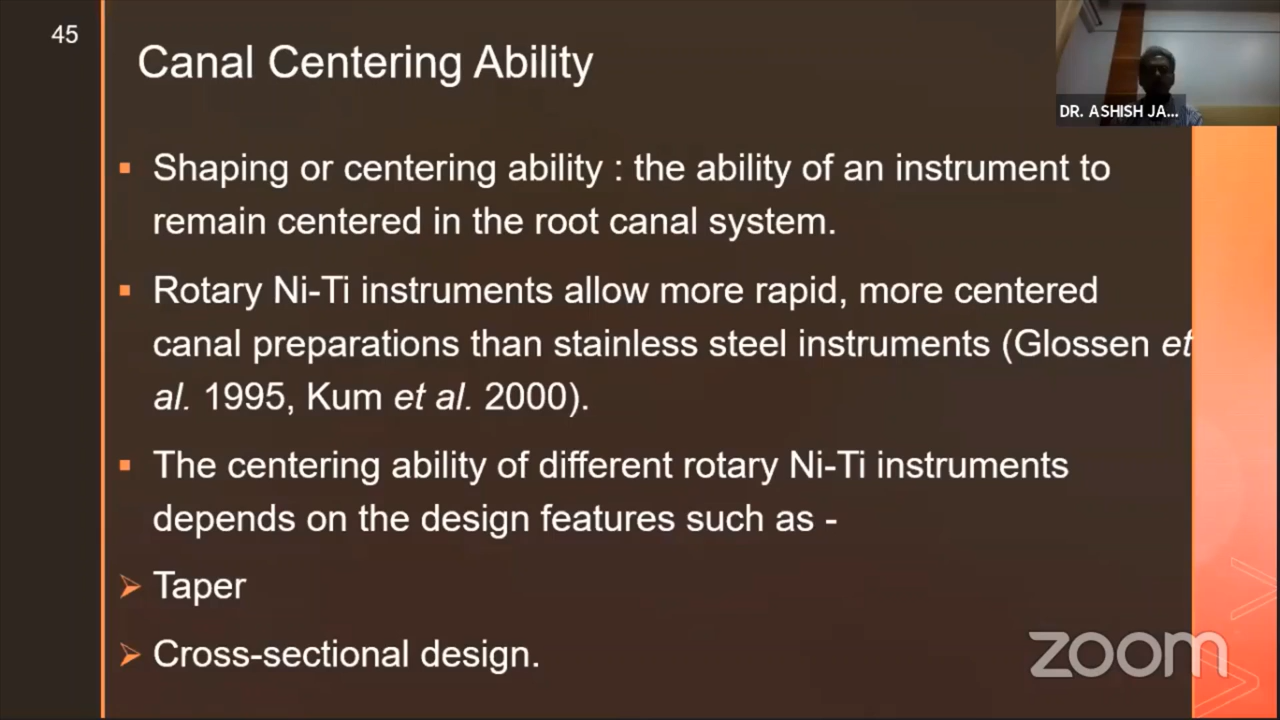 45
Canal Centering Ability
DR. ASHISH JA...
Shaping or centering ability : the ability of an instrument to
remain centered in the root canal system.
Rotary Ni-Ti instruments allow more rapid, more centered
canal preparations than stainless steel instruments (Glossen et
al. 1995, Kum et al. 2000).
The centering ability of different rotary Ni-Ti instruments
depends on the design features such as -
Taper
Cross-sectional design.
zoom